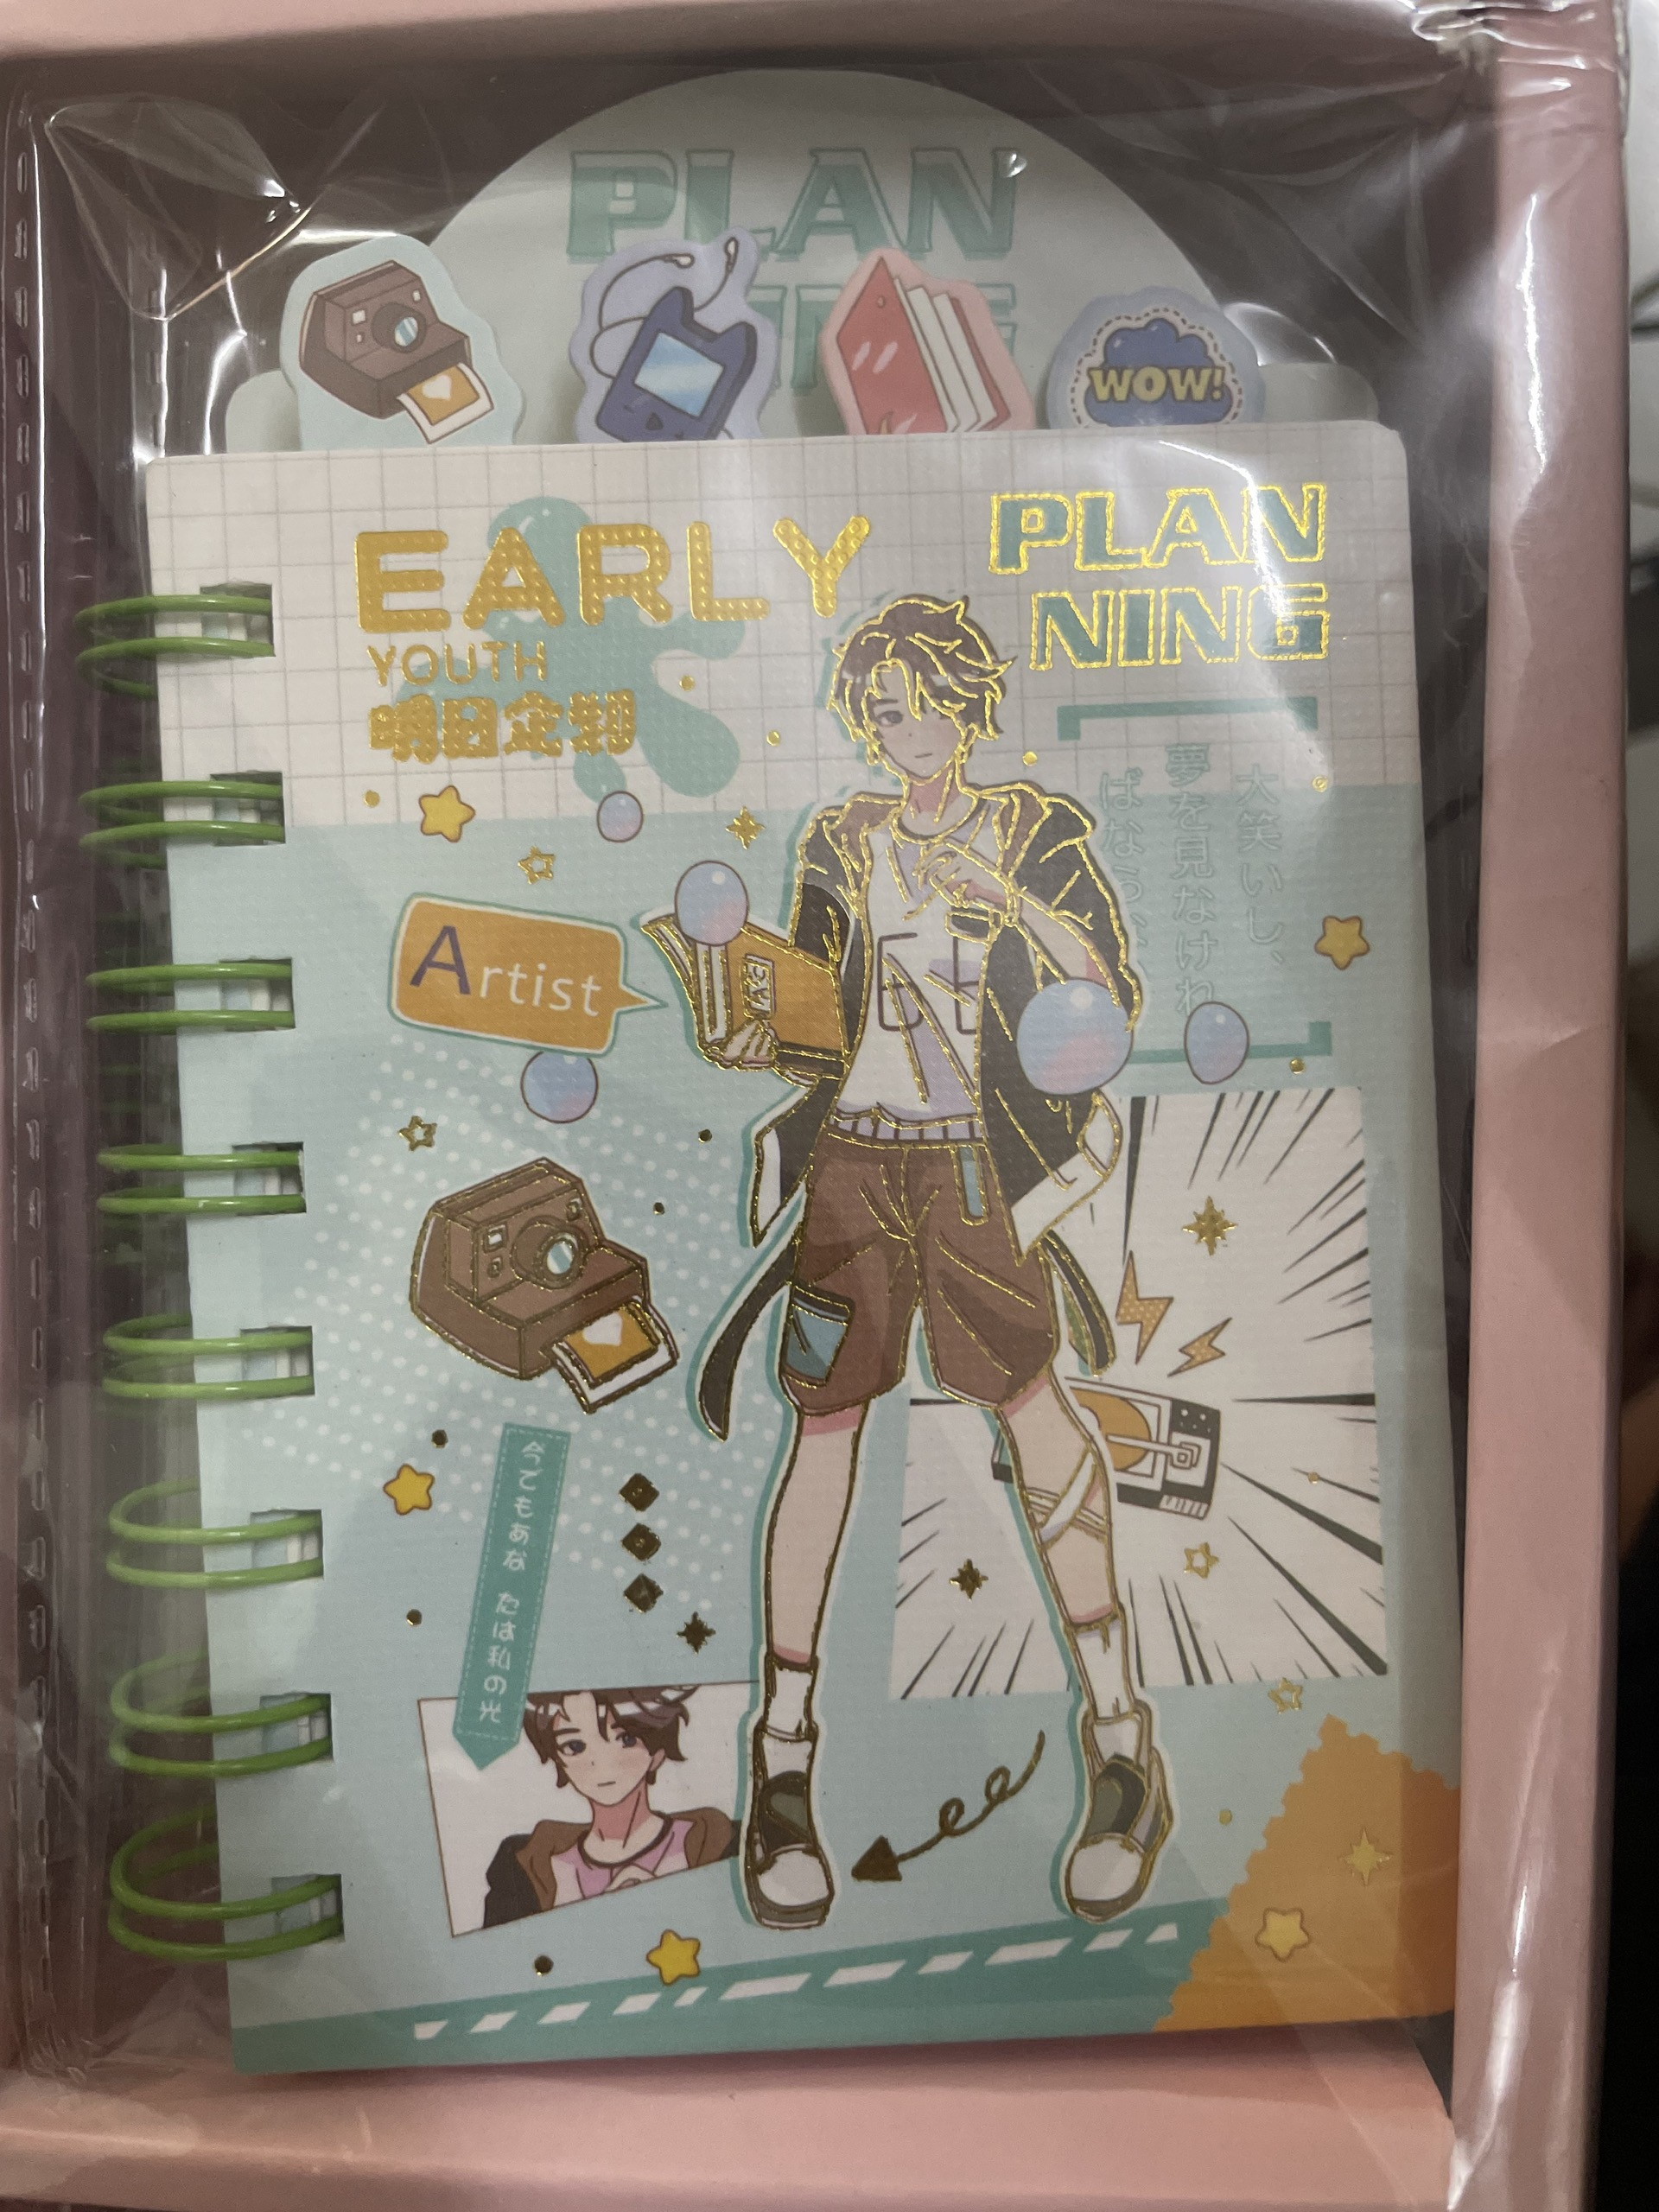 PLAN
WOW!
EARLY
YOUTH
明日企划
PLAN
NING
大笑いし、
夢を見なけれ
ばなら、
Artist
今でもあな たは私の光